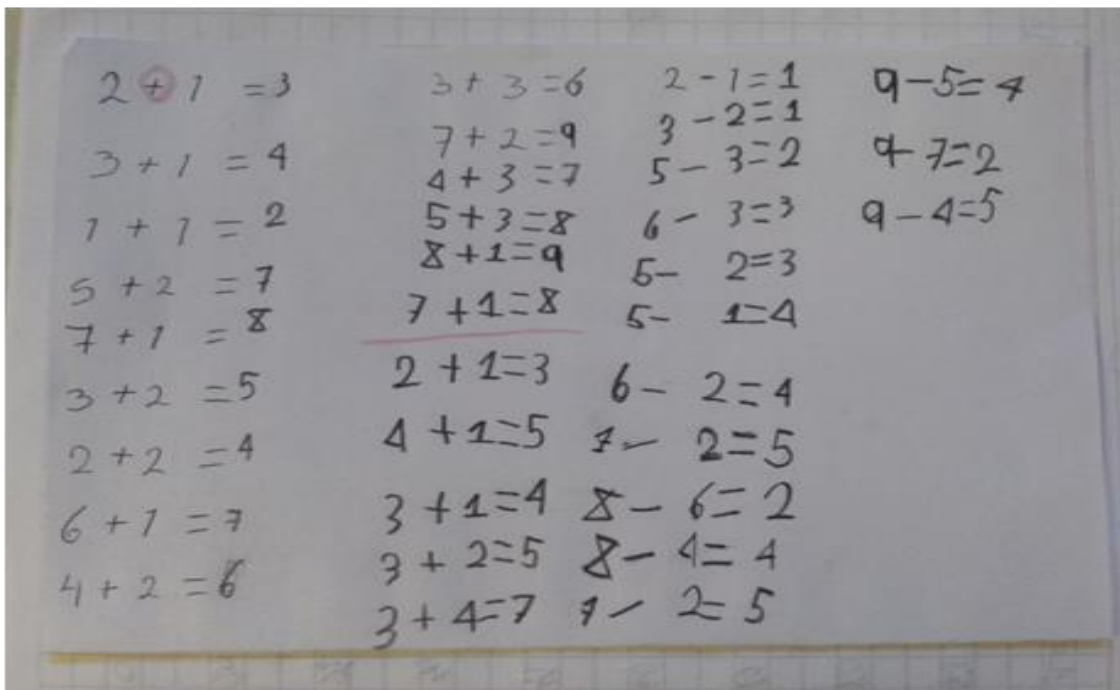 2 + 1 = 3
3 + 1 = 4
1 + 1 = 2
5 + 2 = 7
7 + 1 = 8
3 + 2 = 5
2 + 2 = 4
6 + 1 = 7
4 + 2 = 6
3 + 3 = 6
7 + 2 = 9
4 + 3 = 7
5 + 3 = 8
8 + 1 = 9
7 + 1 = 8
2 + 1 = 3
4 + 1 = 5
3 + 1 = 4
3 + 2 = 5
3 + 4 = 7
2 - 1 = 1
3 - 2 = 1
5 - 3 = 2
6 - 3 = 3
5 - 2 = 3
5 - 1 = 4
6 - 2 = 4
7 - 2 = 5
8 - 6 = 2
8 - 4 = 4
7 - 2 = 5
9 - 5 = 4
9 - 7 = 2
9 - 4 = 5